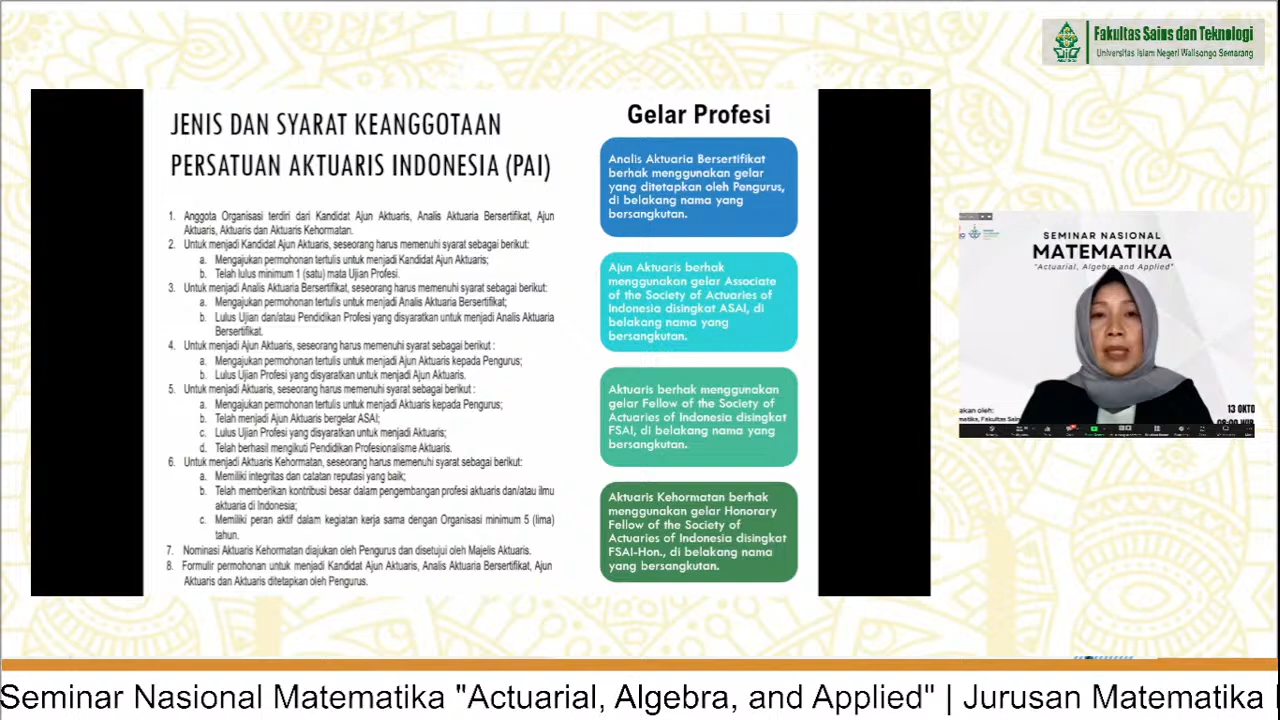 Fakultas Sains dan Teknologi
Universitas Islam Negeri Walisongo Semarang
JENIS DAN SYARAT KEANGGOTAAN
PERSATUAN AKTUARIS INDONESIA (PAI)
1. Anggota Organisasi terdiri dari Kandidat Ajun Aktuaris, Analis Aktuaria Bersertifikat, Ajun
Aktuaris, Aktuaris dan Aktuaris Kehormatan.
2. Untuk menjadi Kandidat Ajun Aktuaris, seseorang harus memenuhi syarat sebagai berikut:
a. Mengajukan permohonan tertulis untuk menjadi Kandidat Ajun Aktuaris;
b. Telah lulus minimum 1 (satu) mata Ujian Profesi.
3. Untuk menjadi Analis Aktuaria Bersertifikat, seseorang harus memenuhi syarat sebagai berikut:
a. Mengajukan permohonan tertulis untuk menjadi Analis Aktuaria Bersertifikat;
b. Lulus Ujian dan/atau Pendidikan Profesi yang disyaratkan untuk menjadi Analis Aktuaria
Bersertifikat.
4. Untuk menjadi Ajun Aktuaris, seseorang harus memenuhi syarat sebagai berikut :
a. Mengajukan permohonan tertulis untuk menjadi Ajun Aktuaris kepada Pengurus;
b. Lulus Ujian Profesi yang disyaratkan untuk menjadi Ajun Aktuaris.
5. Untuk menjadi Aktuaris, seseorang harus memenuhi syarat sebagai berikut :
a. Mengajukan permohonan tertulis untuk menjadi Aktuaris kepada Pengurus;
b. Telah menjadi Ajun Aktuaris bergelar ASAI;
c. Lulus Ujian Profesi yang disyaratkan untuk menjadi Aktuaris;
d. Telah berhasil mengikuti Pendidikan Profesionalisme Aktuaris.
6. Untuk menjadi Aktuaris Kehormatan, seseorang harus memenuhi syarat sebagai berikut:
a. Memiliki integritas dan catatan reputasi yang baik;
b. Telah memberikan kontribusi besar dalam pengembangan profesi aktuaris dan/atau ilmu
aktuaria di Indonesia;
c. Memiliki peran aktif dalam kegiatan kerja sama dengan Organisasi minimum 5 (lima)
tahun.
7. Nominasi Aktuaris Kehormatan diajukan oleh Pengurus dan disetujui oleh Majelis Aktuaris.
8. Formulir permohonan untuk menjadi Kandidat Ajun Aktuaris, Analis Aktuaria Bersertifikat, Ajun
Aktuaris dan Aktuaris ditetapkan oleh Pengurus.
Gelar Profesi
Analis Aktuaria Bersertifikat
berhak menggunakan gelar
yang ditetapkan oleh Pengurus,
di belakang nama yang
bersangkutan.
Ajun Aktuaris berhak
menggunakan gelar Associate
of the Society of Actuaries of
Indonesia disingkat ASAI, di
belakang nama yang
bersangkutan.
Aktuaris berhak menggunakan
gelar Fellow of the Society of
Actuaries of Indonesia disingkat
FSAI, di belakang nama yang
bersangkutan.
Aktuaris Kehormatan berhak
menggunakan gelar Honorary
Fellow of the Society of
Actuaries of Indonesia disingkat
FSAI-Hon., di belakang nama
yang bersangkutan.
SEMINAR NASIONAL
MATEMATIKA
"Actuarial, Algebra and Applied"
akan oleh:
matika, Fakultas Sain
13 OKTO
Seminar Nasional Matematika "Actuarial, Algebra, and Applied" | Jurusan Matematika